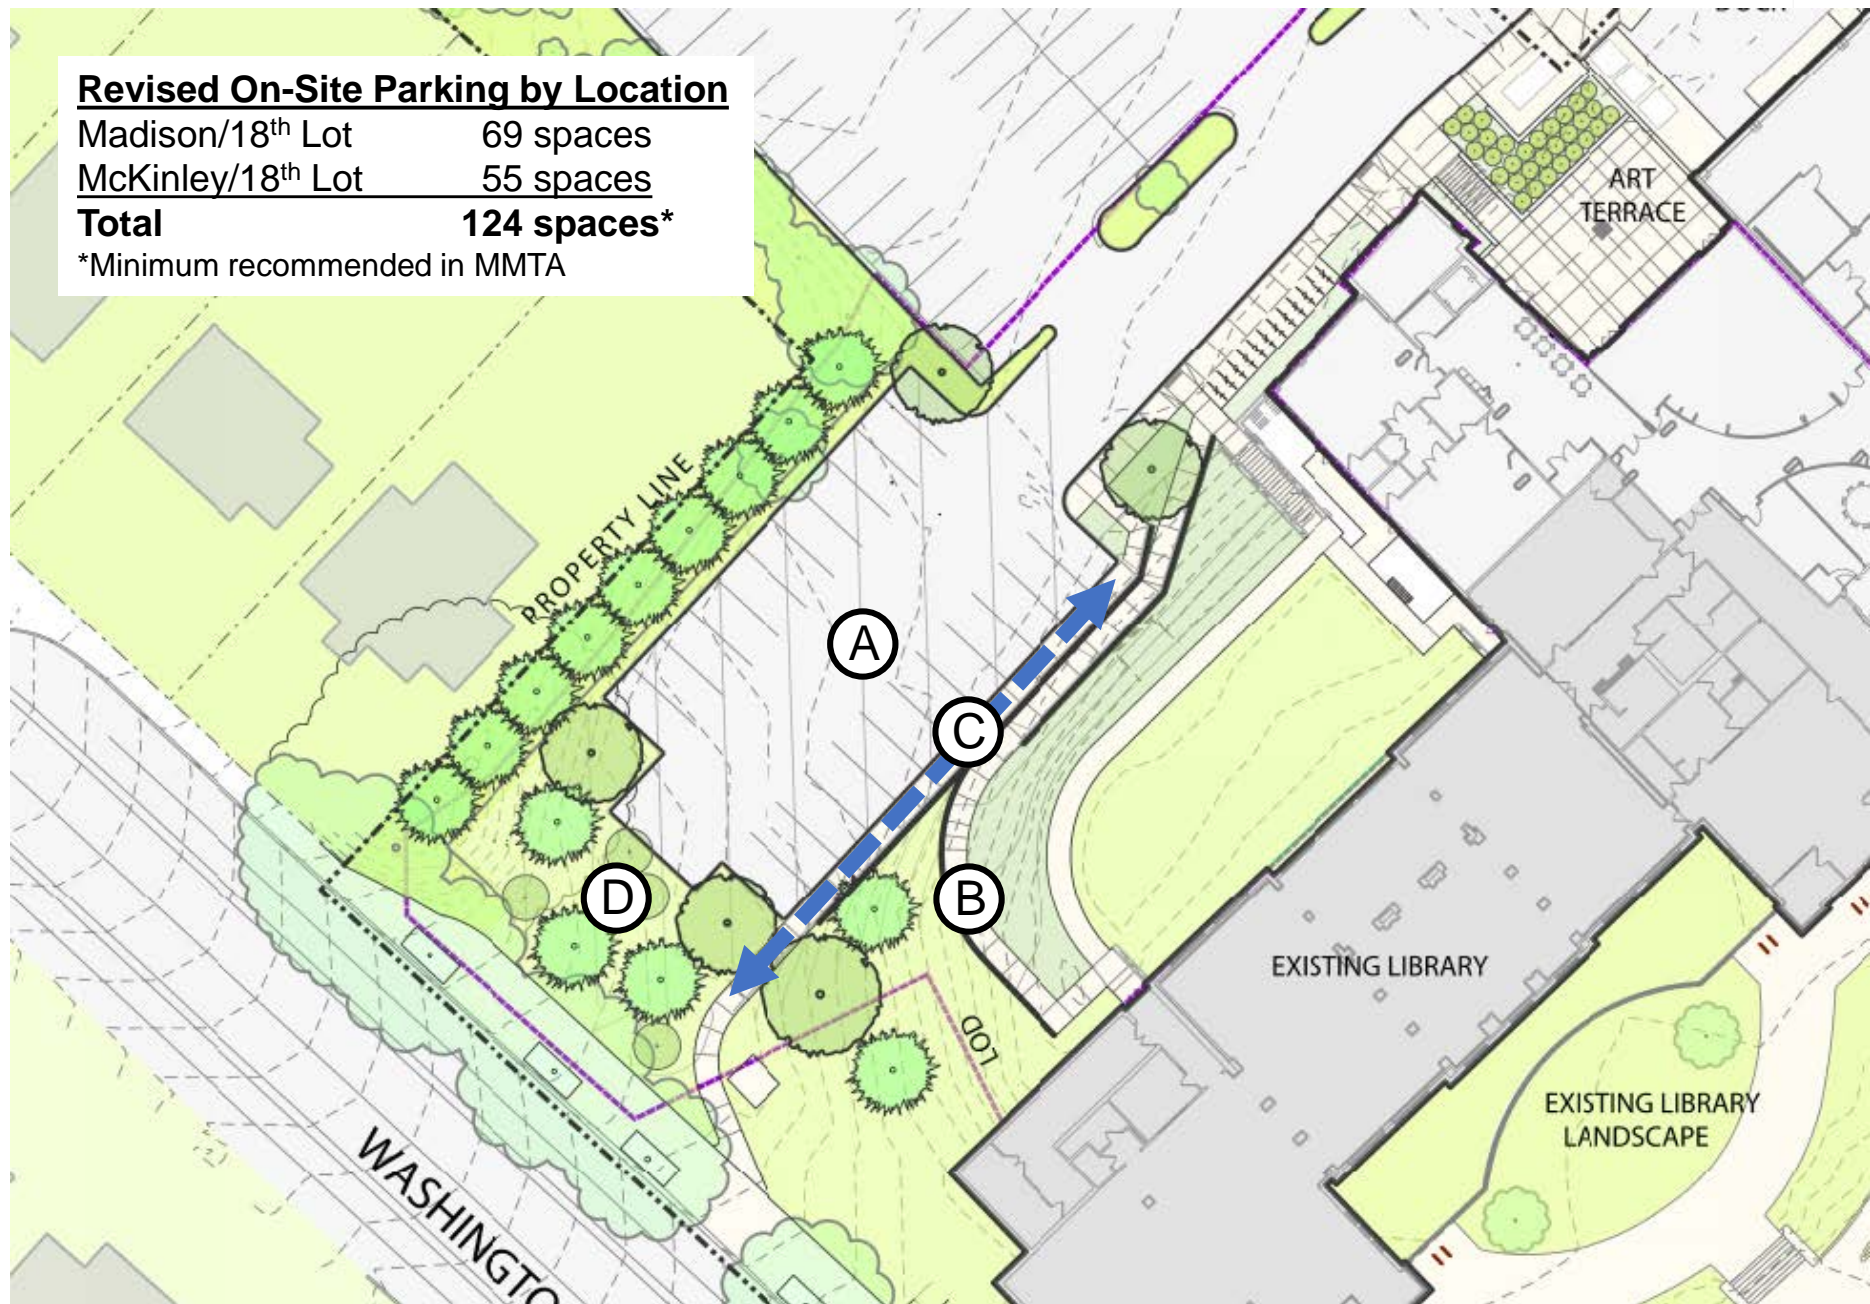 DOCK
Revised On-Site Parking by Location
Madison/18th Lot 69 spaces
McKinley/18th Lot 55 spaces
Total 124 spaces*
*Minimum recommended in MMTA
ART
TERRACE
PROPERTY LINE
A
C
B
D
EXISTING LIBRARY
LOD
EXISTING LIBRARY
LANDSCAPE
WASHINGTO